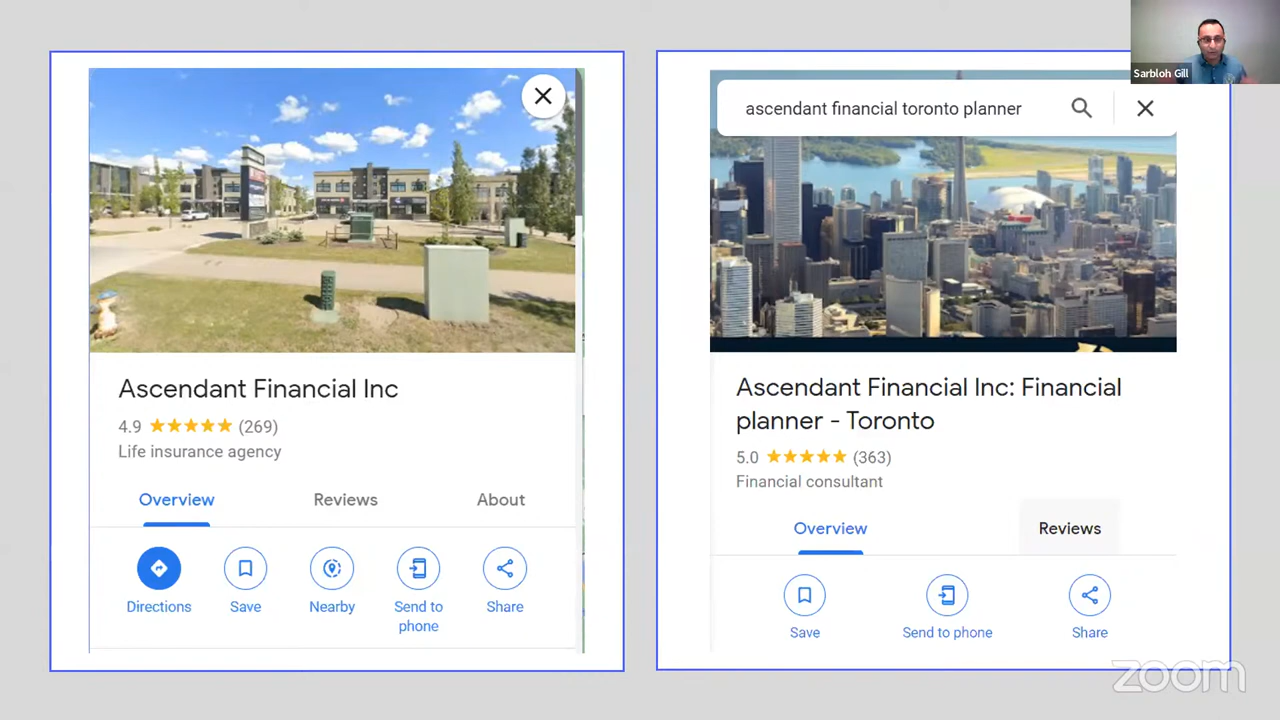 Ascendant Financial Inc
4.9 (269)
Life insurance agency
Overview Reviews About
Directions Save Nearby Send to phone Share
ascendant financial toronto planner
Ascendant Financial Inc: Financial
planner - Toronto
5.0 (363)
Financial consultant
Overview Reviews
Save Send to phone Share
Sarbloh Gill
zoom